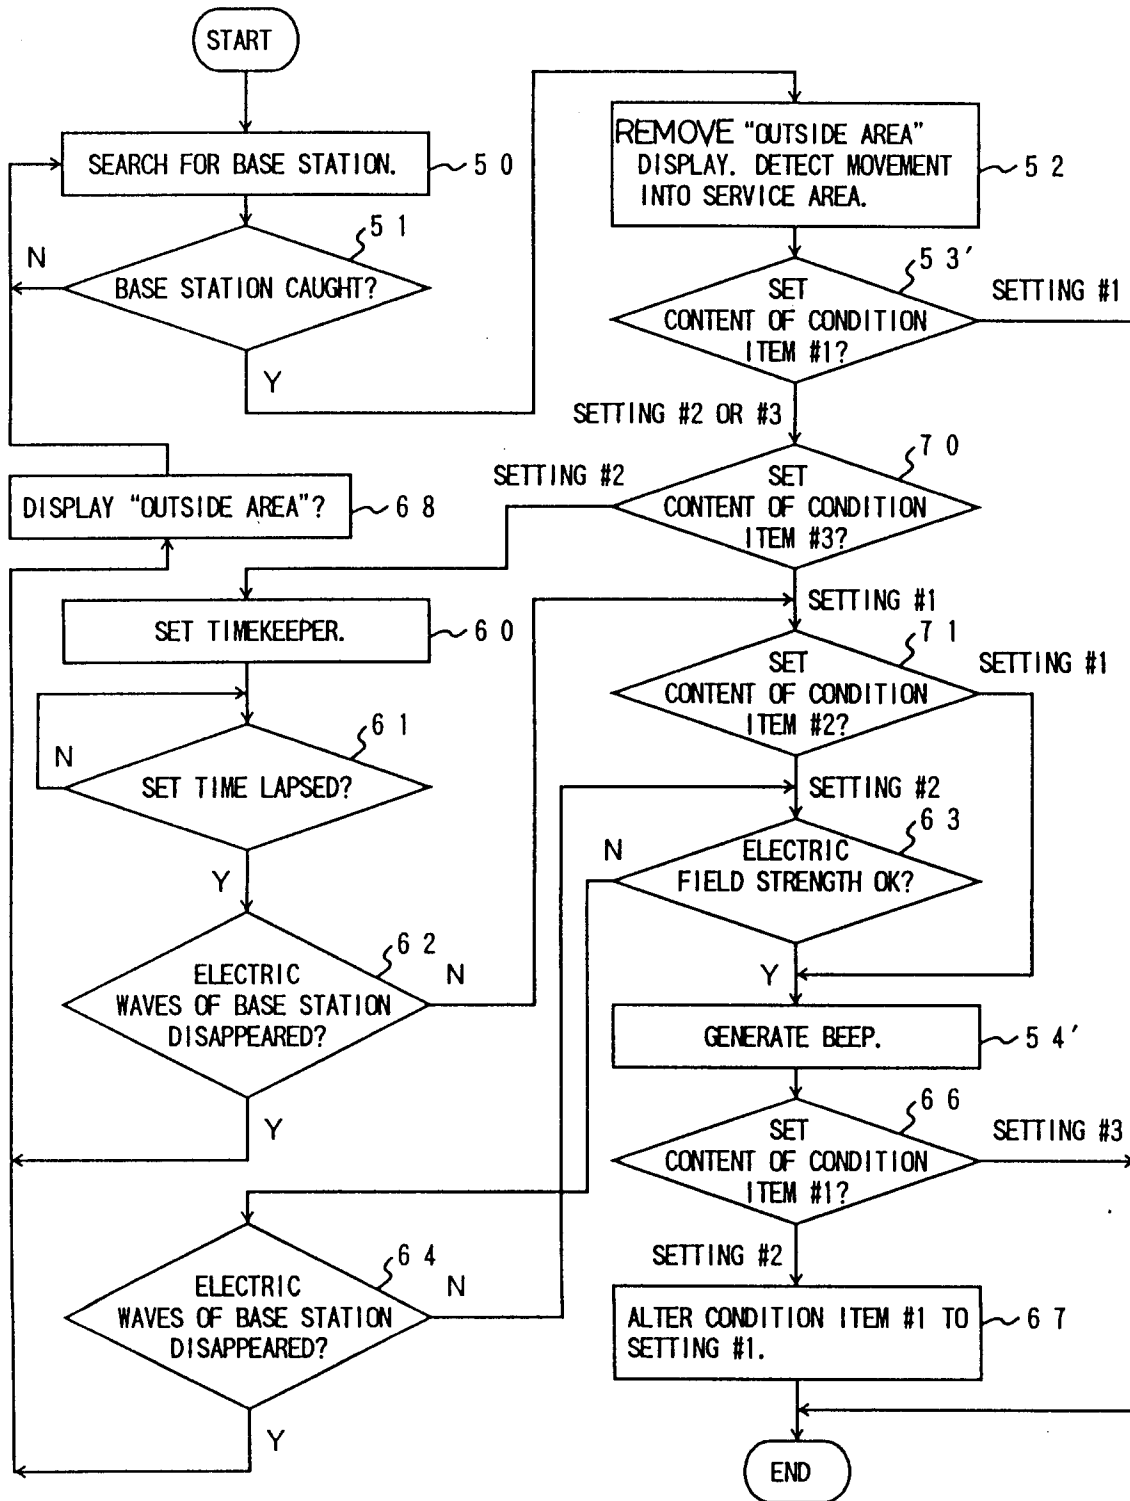 START
SEARCH FOR BASE STATION.
50
51
N
BASE STATION CAUGHT?
Y
REMOVE "OUTSIDE AREA"
DISPLAY. DETECT MOVEMENT
INTO SERVICE AREA.
52
53'
SETTING #1
SET
CONTENT OF CONDITION
ITEM #1?
SETTING #2 OR #3
70
SETTING #2
SET
CONTENT OF CONDITION
ITEM #3?
DISPLAY "OUTSIDE AREA"?
68
SETTING #1
SET TIMEKEEPER.
60
71
SETTING #1
SET
CONTENT OF CONDITION
ITEM #2?
61
N
SET TIME LAPSED?
Y
SETTING #2
63
N
ELECTRIC
FIELD STRENGTH OK?
Y
62
N
ELECTRIC
WAVES OF BASE STATION
DISAPPEARED?
Y
GENERATE BEEP.
54'
66
SETTING #3
SET
CONTENT OF CONDITION
ITEM #1?
SETTING #2
64
N
ELECTRIC
WAVES OF BASE STATION
DISAPPEARED?
Y
ALTER CONDITION ITEM #1 TO
SETTING #1.
67
END